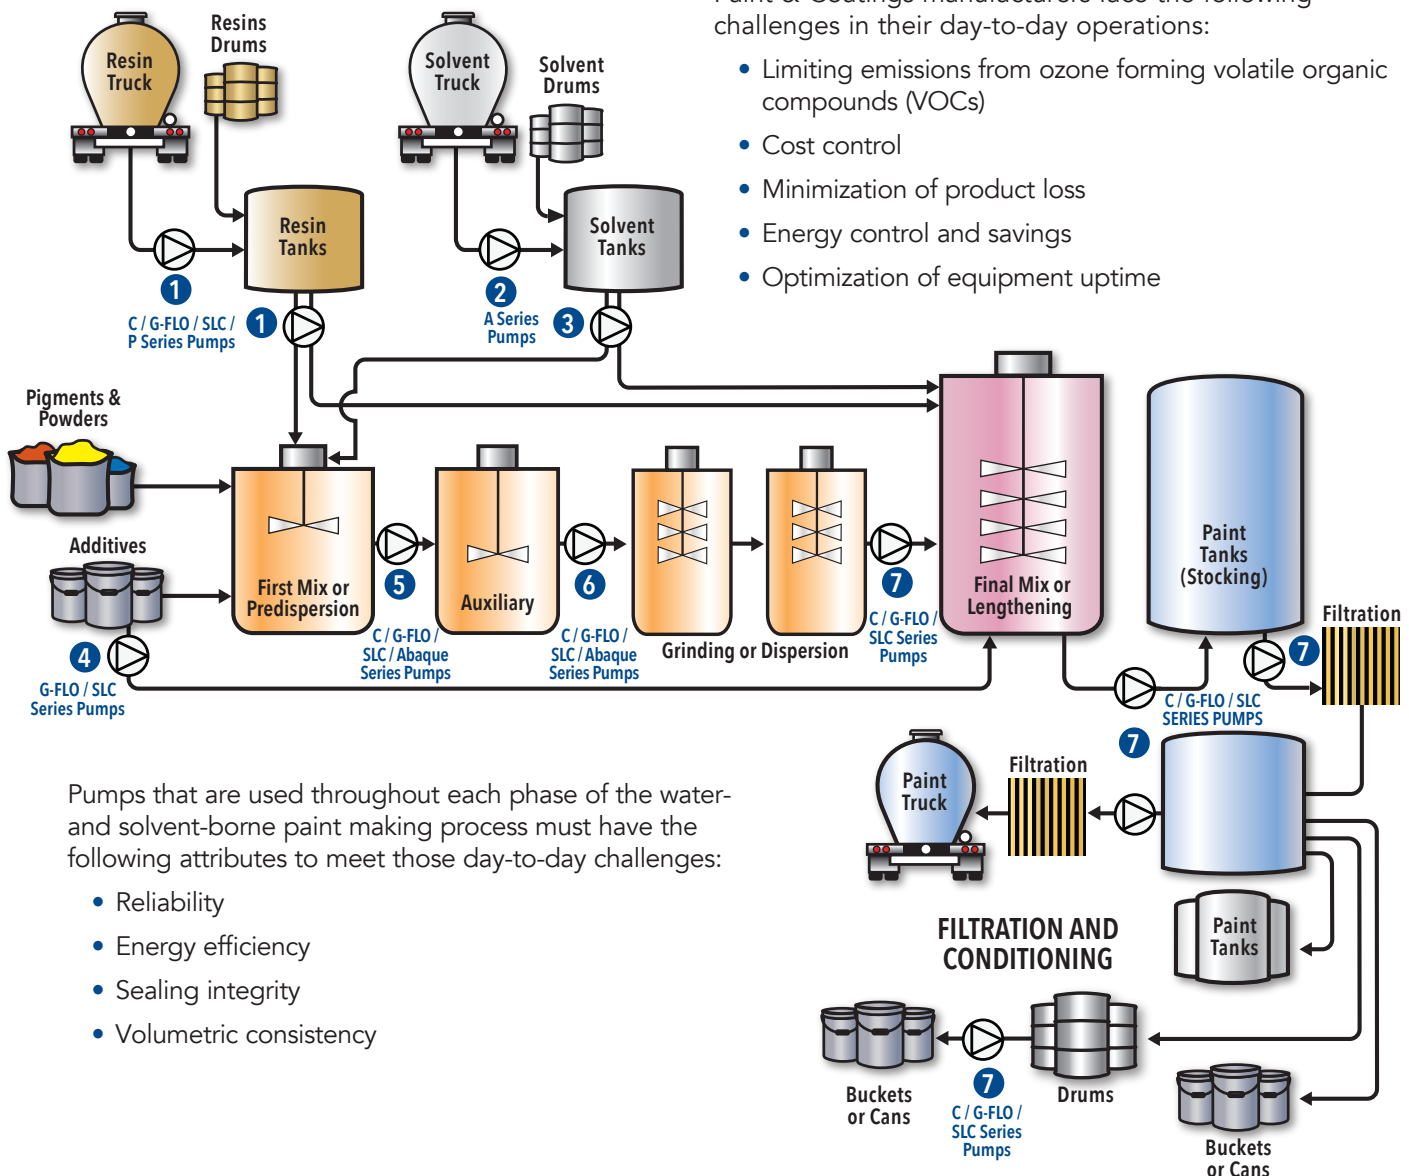 Paint & Coatings manufacturers face the following
challenges in their day-to-day operations:
• Limiting emissions from ozone forming volatile organic
compounds (VOCs)
• Cost control
• Minimization of product loss
• Energy control and savings
• Optimization of equipment uptime
Resin
Truck
Resins
Drums
Solvent
Truck
Solvent
Drums
Resin
Tanks
Solvent
Tanks
1
C / G-FLO / SLC /
P Series Pumps
1
2
A Series
Pumps
3
Pigments &
Powders
Additives
First Mix or
Predispersion
Auxiliary
Grinding or Dispersion
Final Mix or
Lengthening
Paint
Tanks
(Stocking)
Filtration
4
G-FLO / SLC
Series Pumps
5
C / G-FLO /
SLC / Abaque
Series Pumps
6
C / G-FLO /
SLC / Abaque
Series Pumps
7
C / G-FLO /
SLC Series
Pumps
7
C / G-FLO / SLC
SERIES PUMPS
7
Pumps that are used throughout each phase of the water-
and solvent-borne paint making process must have the
following attributes to meet those day-to-day challenges:
• Reliability
• Energy efficiency
• Sealing integrity
• Volumetric consistency
Paint
Truck
Filtration
FILTRATION AND
CONDITIONING
Paint
Tanks
Buckets
or Cans
7
C / G-FLO /
SLC Series
Pumps
Drums
Buckets
or Cans